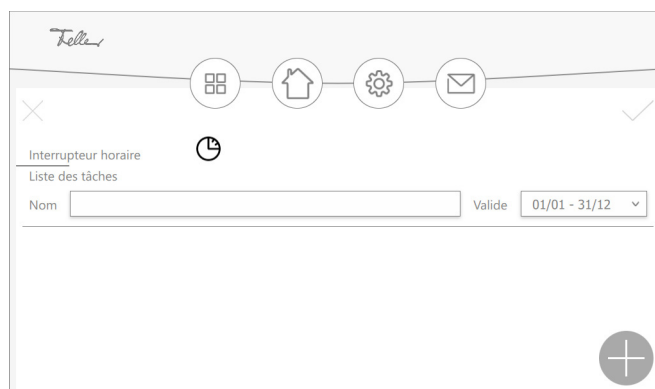 Feller
Interrupteur horaire
Liste des tâches
Nom
Valide 01/01 - 31/12